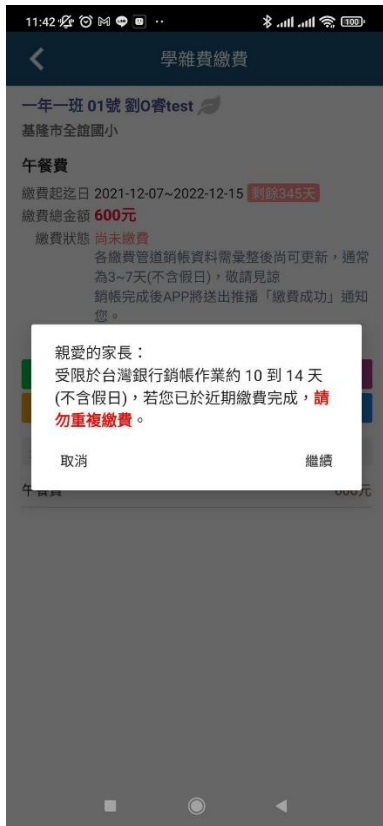 11:42
100
學雜費繳費
一年一班 01號 劉O睿test
基隆市全誼國小
午餐費
繳費起迄日 2021-12-07~2022-12-15 剩餘345天
繳費總金額 600元
繳費狀態 尚未繳費
各繳費管道銷帳資料需彙整後尚可更新，通常
為3~7天(不含假日)，敬請見諒
銷帳完成後APP將送出推播「繳費成功」通知
您。
親愛的家長：
受限於台灣銀行銷帳作業約 10 到 14 天
(不含假日)，若您已於近期繳費完成，請
勿重複繳費。
取消 繼續
午餐費 600元